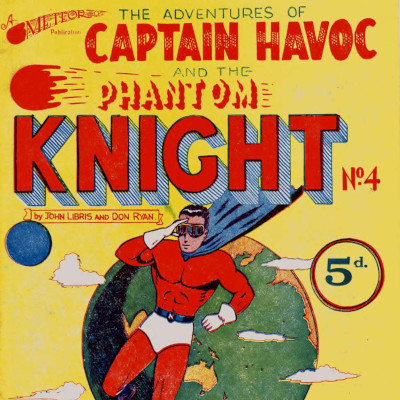 A
METEOR
Publication
THE ADVENTURES OF
CAPTAIN HAVOC
AND THE
PHANTOM
KNIGHT
No. 4
by JOHN LIBRIS AND DON RYAN.
5d.